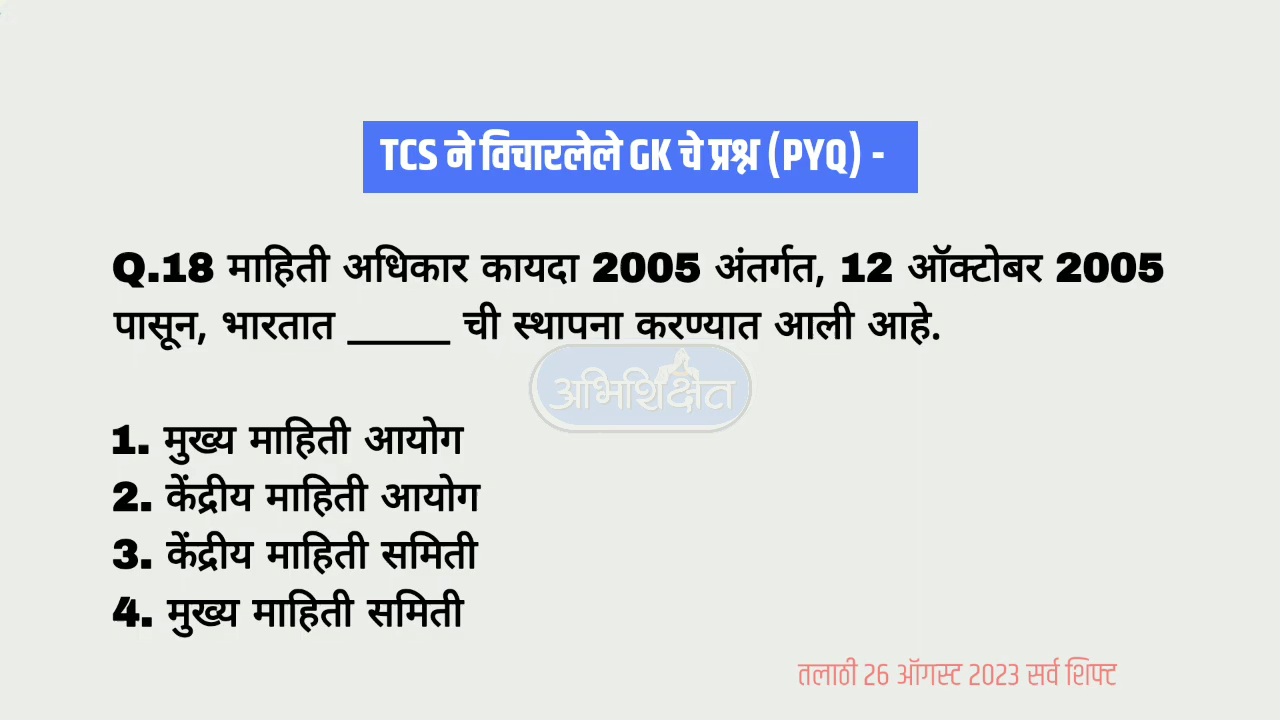 TCS ने विचारलेले GK चे प्रश्न (PYQ) -
Q.18 माहिती अधिकार कायदा 2005 अंतर्गत, 12 ऑक्टोबर 2005
पासून, भारतात _____ ची स्थापना करण्यात आली आहे.
अभिशिक्षेत
1. मुख्य माहिती आयोग
2. केंद्रीय माहिती आयोग
3. केंद्रीय माहिती समिती
4. मुख्य माहिती समिती
तलाठी 26 ऑगस्ट 2023 सर्व शिफ्ट